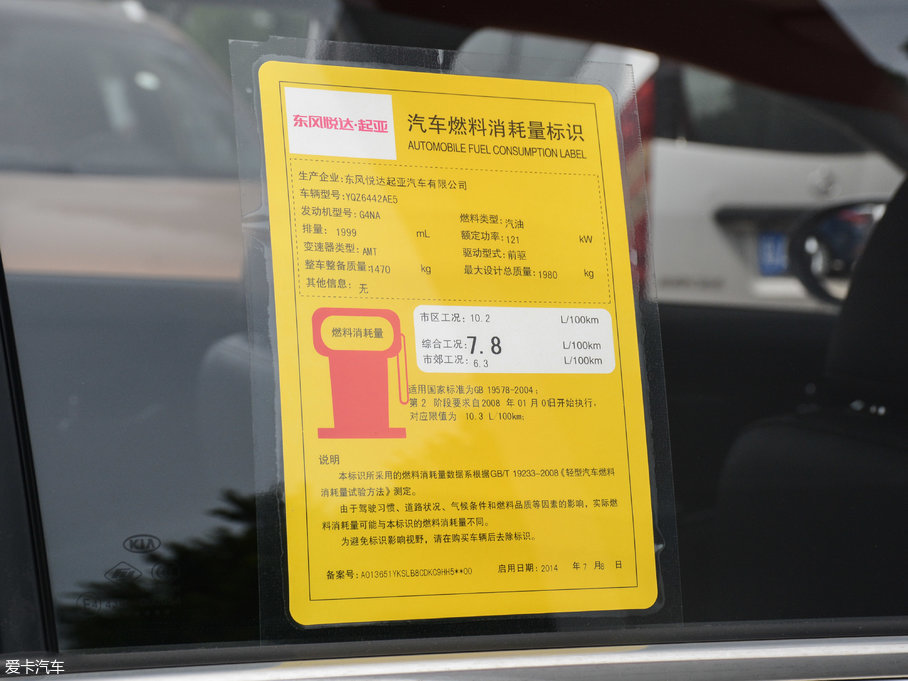 东风悦达·起亚
汽车燃料消耗量标识
AUTOMOBILE FUEL CONSUMPTION LABEL
生产企业:东风悦达起亚汽车有限公司
车辆型号:YQZ6442AE5
发动机型号:G4NA 燃料类型:汽油
排量: 1999 mL 额定功率:121 kW
变速器类型:AMT 驱动型式:前驱
整车整备质量:1470 kg 最大设计总质量:1980 kg
其他信息: 无
燃料消耗量
市区工况: 10.2 L/100km
综合工况: 7.8 L/100km
市郊工况: 6.3 L/100km
适用国家标准为GB 19578-2004;
第 2 阶段要求自2008 年 01 月 01日开始执行,
对应限值为 10.3 L/100km;
说明
本标识所采用的燃料消耗量数据系根据GB/T 19233-2008《轻型汽车燃料
消耗量试验方法》测定。
由于驾驶习惯、道路状况、气候条件和燃料品质等因素的影响,实际燃
料消耗量可能与本标识的燃料消耗量不同。
为避免标识影响视野,请在购买车辆后去除标识。
备案号:A013651YKSLB8CDKC9HH5**00 启用日期:2014 年 7 月8 日
KIA
爱卡汽车